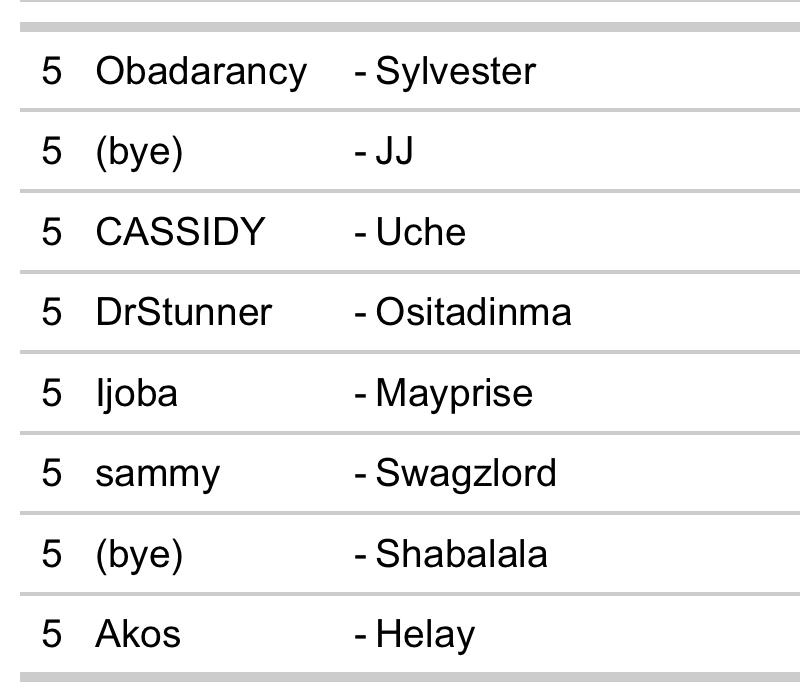 5 Obadarancy - Sylvester
5 (bye) - JJ
5 CASSIDY - Uche
5 DrStunner - Ositadinma
5 Ijoba - Mayprise
5 sammy - Swagzlord
5 (bye) - Shabalala
5 Akos - Helay